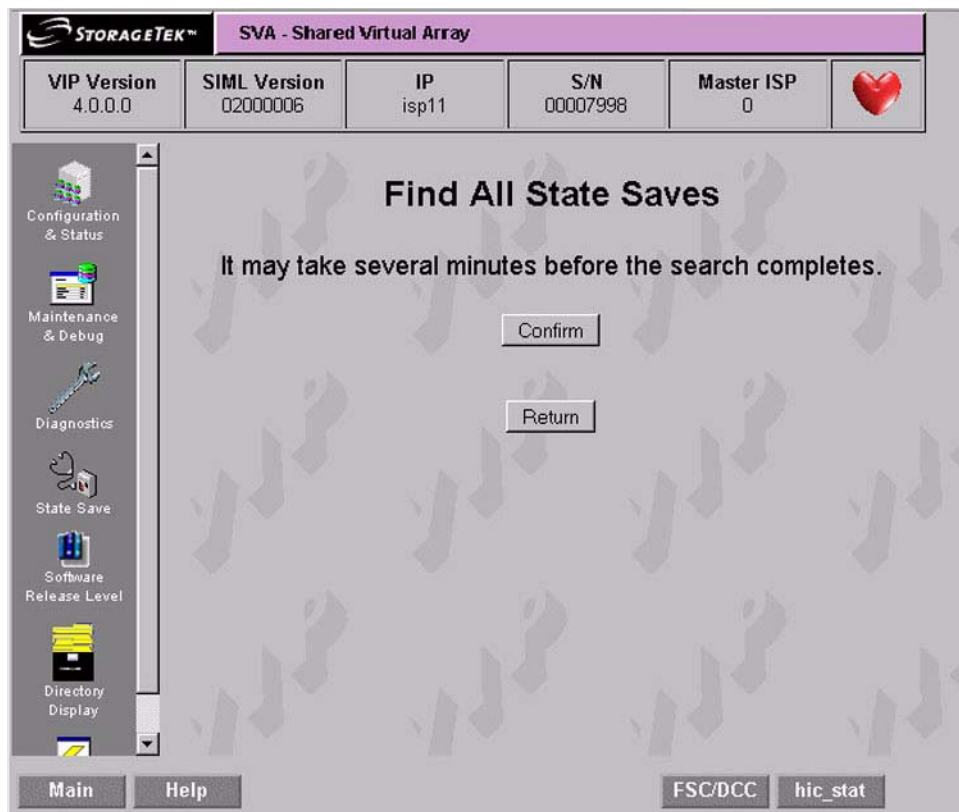 STORAGETEK™ SVA - Shared Virtual Array
VIP Version SIML Version IP S/N Master ISP
4.0.0.0 02000006 isp11 00007998 0
Configuration
& Status
Maintenance
& Debug
Diagnostics
State Save
Software
Release Level
Directory
Display
Find All State Saves
It may take several minutes before the search completes.
Confirm
Return
Main Help FSC/DCC hic_stat